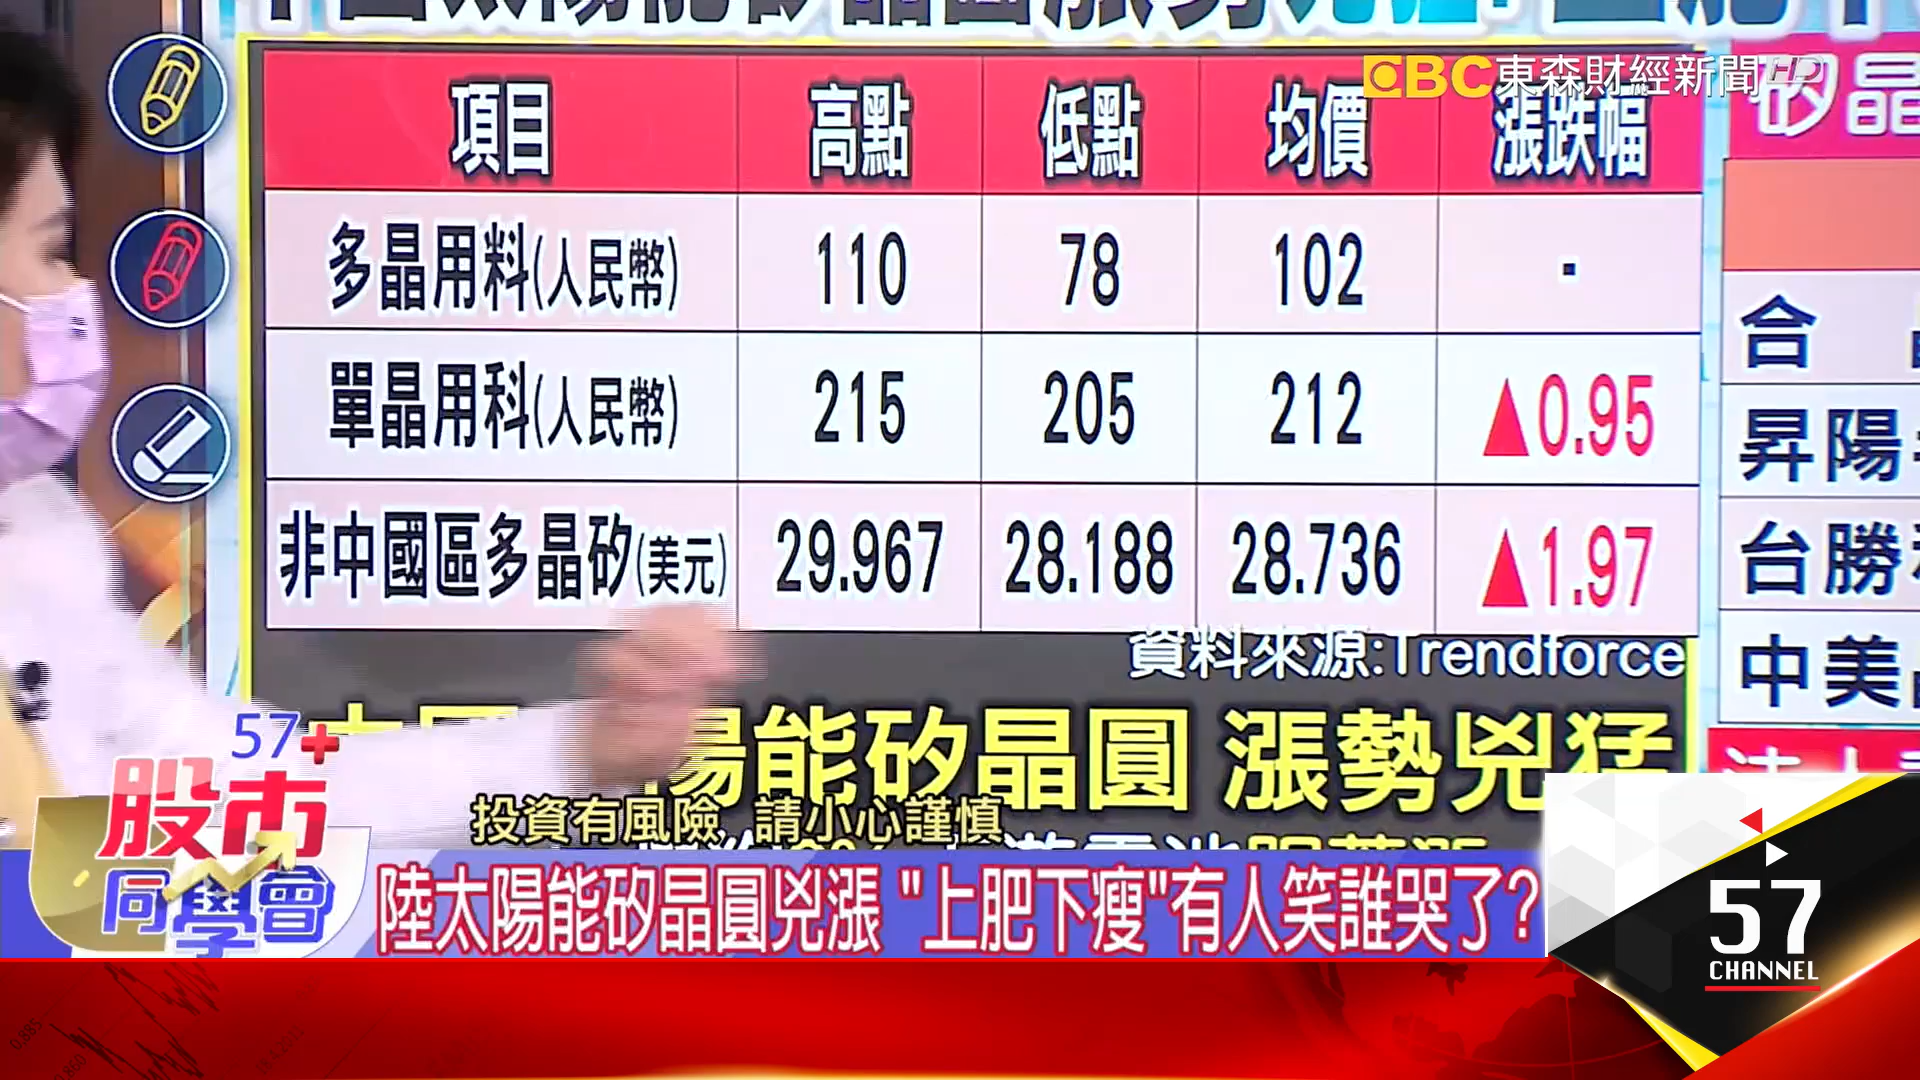 EBC東森財經新聞HD
項目 高點 低點 均價 漲跌幅
多晶用料(人民幣) 110 78 102 -
單晶用科(人民幣) 215 205 212 ▲0.95
非中國區多晶矽(美元) 29.967 28.188 28.736 ▲1.97
資料來源:Trendforce
陽能矽晶圓 漲勢兇猛
矽晶
合
昇陽
台勝
中美
投資有風險 請小心謹慎
57+
股市
同學會
陸太陽能矽晶圓兇漲 "上肥下瘦"有人笑誰哭了?
57
CHANNEL